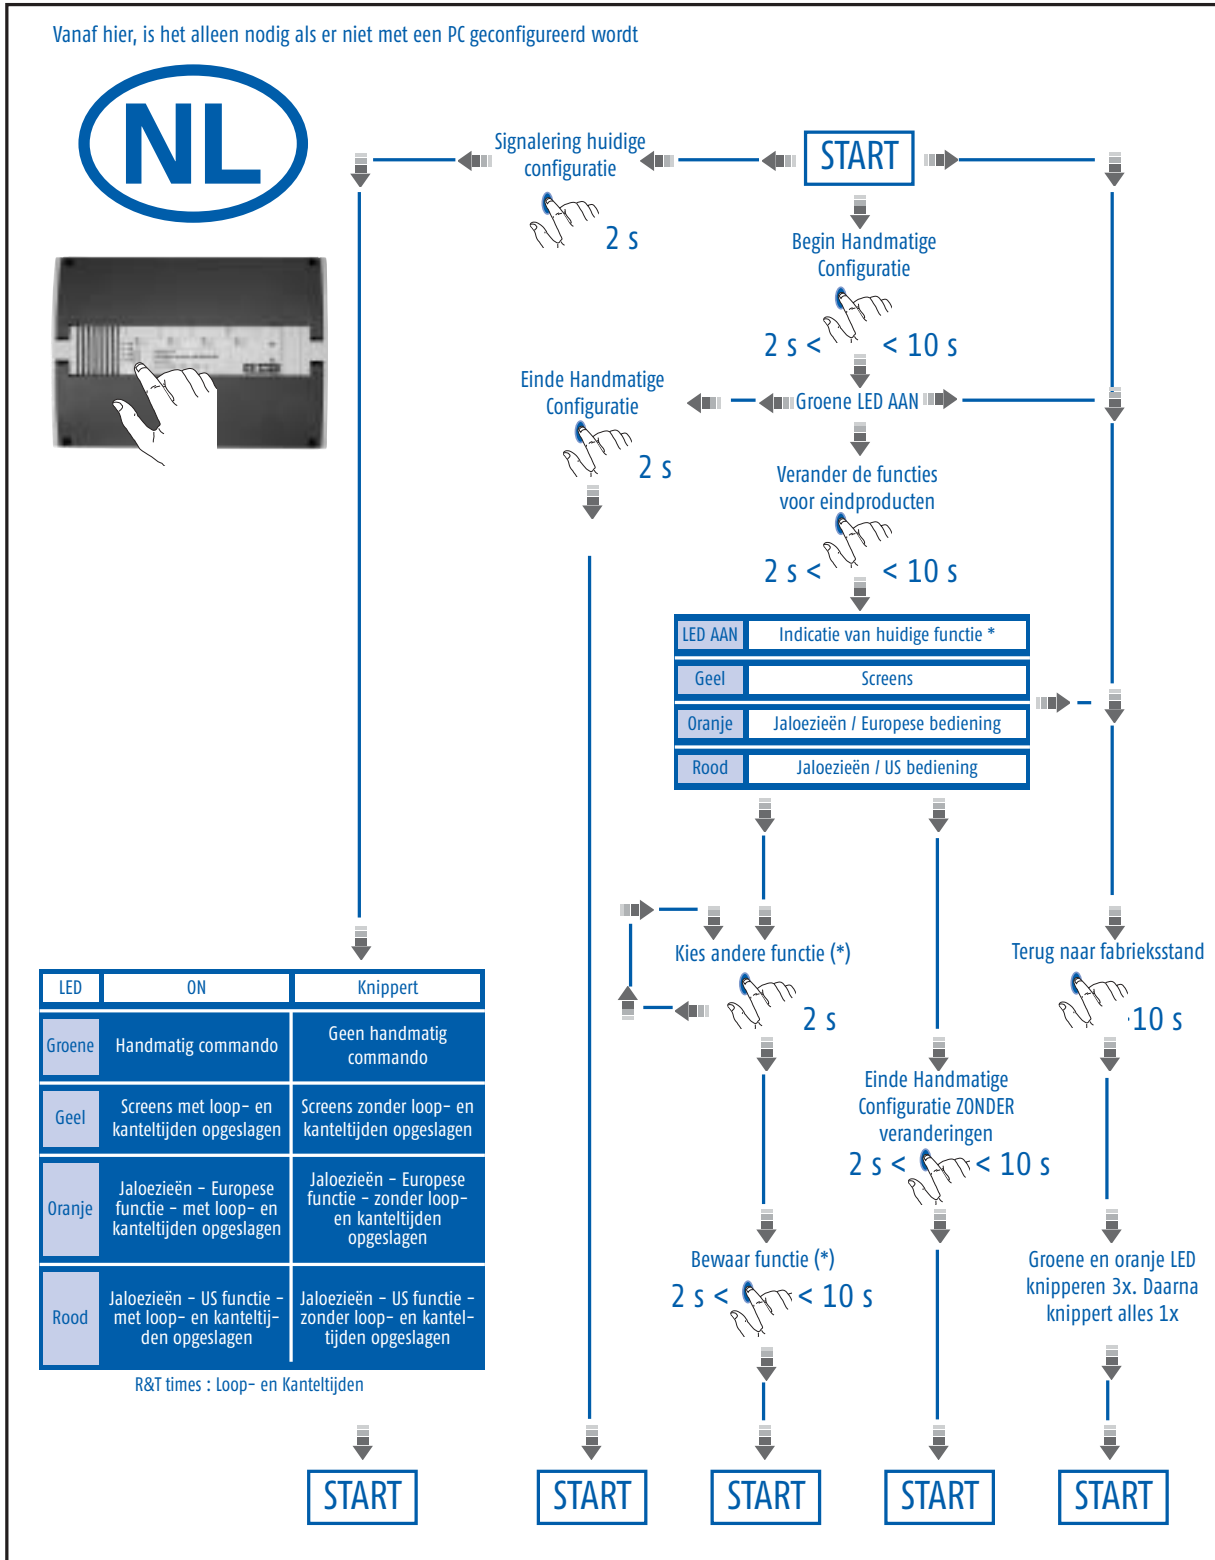 Vanaf hier, is het alleen nodig als er niet met een PC geconfigureerd wordt
NL
Signalering huidige
configuratie
2 s
START
Begin Handmatige
Configuratie
2 s < < 10 s
Einde Handmatige
Configuratie
2 s
Groene LED AAN
Verander de functies
voor eindproducten
2 s < < 10 s
LED AAN Indicatie van huidige functie *
Geel Screens
Oranje Jaloezieën / Europese bediening
Rood Jaloezieën / US bediening
Kies andere functie (*)
2 s
Terug naar fabrieksstand
10 s
Einde Handmatige
Configuratie ZONDER
veranderingen
2 s < < 10 s
Bewaar functie (*)
2 s < < 10 s
Groene en oranje LED
knipperen 3x. Daarna
knippert alles 1x
LED ON Knippert
Groene Handmatig commando Geen handmatig
commando
Geel Screens met loop- en
kanteltijden opgeslagen
Screens zonder loop- en
kanteltijden opgeslagen
Oranje Jaloezieën - Europese
functie - met loop- en
kanteltijden opgeslagen
Jaloezieën - Europese
functie - zonder loop-
en kanteltijden
opgeslagen
Rood Jaloezieën - US functie -
met loop- en kanteltij-
den opgeslagen
Jaloezieën - US functie -
zonder loop- en kantel-
tijden opgeslagen
R&T times : Loop- en Kanteltijden
START START START START START